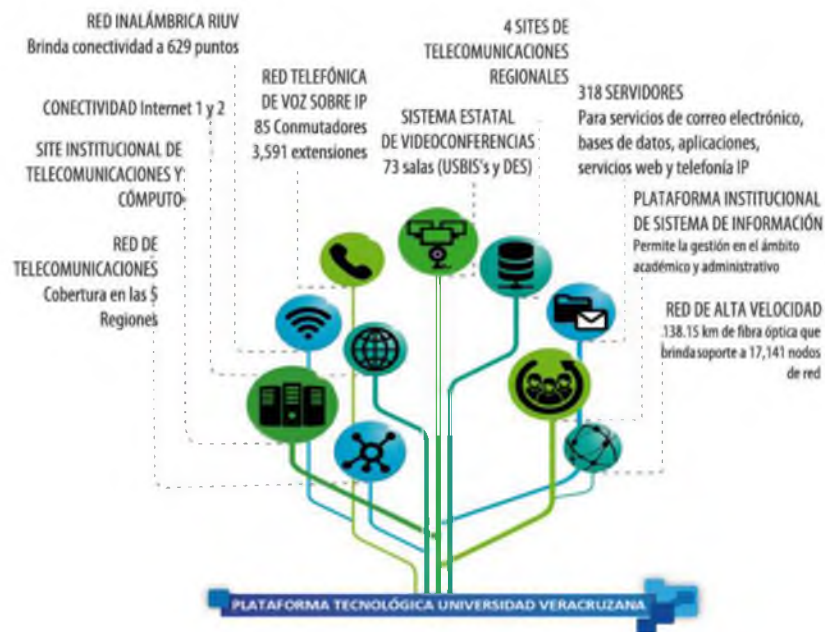 RED INALÁMBRICA RIUV
Brinda conectividad a 629 puntos
CONECTIVIDAD Internet 1 y 2
SITE INSTITUCIONAL DE
TELECOMUNICACIONES Y
CÓMPUTO
RED DE
TELECOMUNICACIONES
Cobertura en las $
Regiones
RED TELEFÓNICA
DE VOZ SOBRE IP
85 Conmutadores
3,591 extensiones
SISTEMA ESTATAL
DE VIDEOCONFERENCIAS
73 salas (USBIS's y DES)
4 SITES DE
TELECOMUNICACIONES
REGIONALES
318 SERVIDORES
Para servicios de correo electrónico,
bases de datos, aplicaciones,
servicios web y telefonía IP
PLATAFORMA INSTITUCIONAL
DE SISTEMA DE INFORMACIÓN
Permite la gestión en el ámbito
académico y administrativo
RED DE ALTA VELOCIDAD
138.15 km de fibra óptica que
brinda soporte a 17,141 nodos
de red
PLATAFORMA TECNOLÓGICA UNIVERSIDAD VERACRUZANA